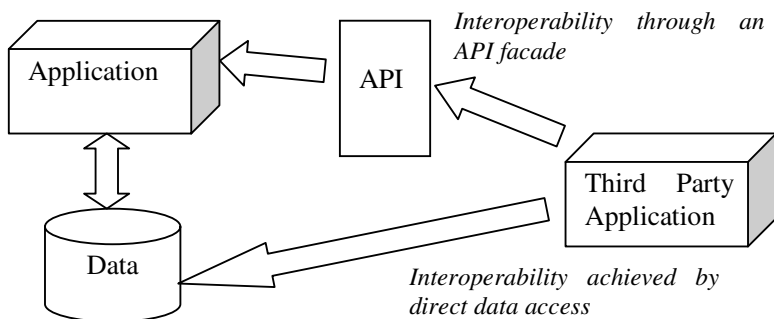 Interoperability through an
API facade
Application
API
Third Party
Application
Data
Interoperability achieved by
direct data access